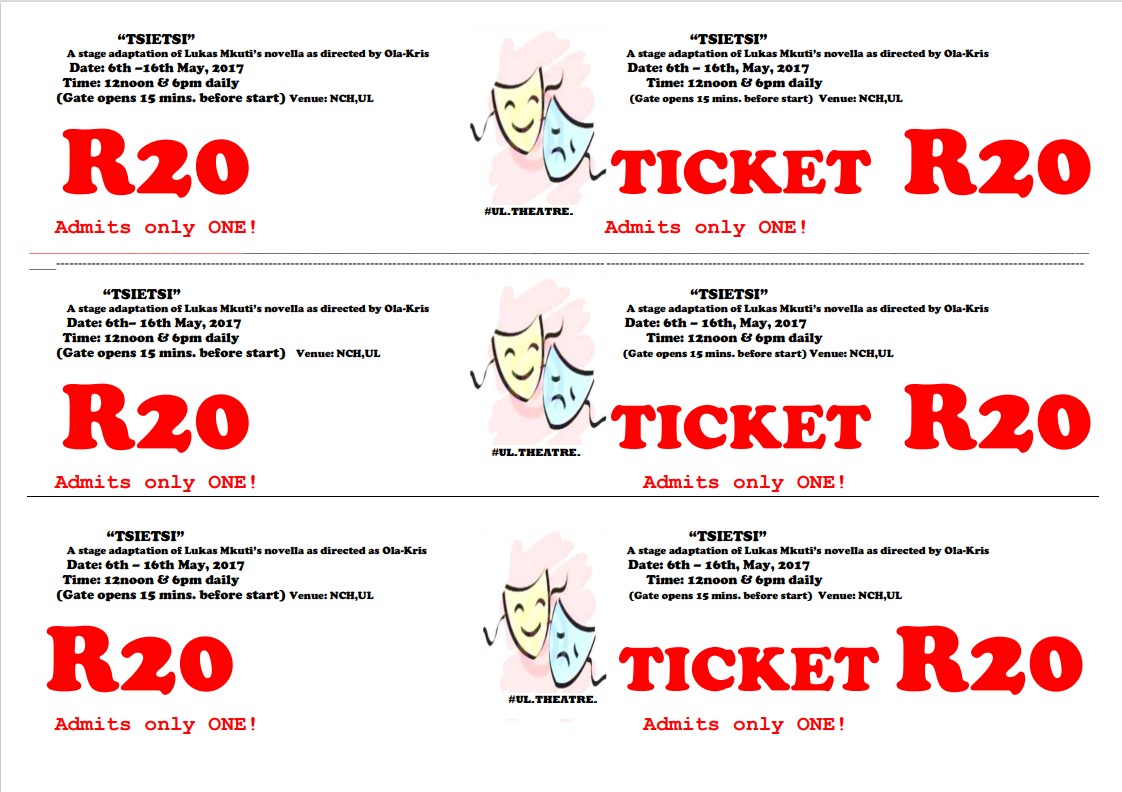 “TSIETSI”
A stage adaptation of Lukas Mkuti’s novella as directed by Ola-Kris
Date: 6th –16th May, 2017
Time: 12noon & 6pm daily
(Gate opens 15 mins. before start) Venue: NCH,UL
R20
Admits only ONE!
#UL.THEATRE.
“TSIETSI”
A stage adaptation of Lukas Mkuti’s novella as directed by Ola-Kris
Date: 6th – 16th, May, 2017
Time: 12noon & 6pm daily
(Gate opens 15 mins. before start) Venue: NCH,UL
TICKET R20
Admits only ONE!
“TSIETSI”
A stage adaptation of Lukas Mkuti’s novella as directed by Ola-Kris
Date: 6th– 16th May, 2017
Time: 12noon & 6pm daily
(Gate opens 15 mins. before start) Venue: NCH,UL
R20
Admits only ONE!
#UL.THEATRE.
“TSIETSI”
A stage adaptation of Lukas Mkuti’s novella as directed by Ola-Kris
Date: 6th – 16th, May, 2017
Time: 12noon & 6pm daily
(Gate opens 15 mins. before start) Venue: NCH,UL
TICKET R20
Admits only ONE!
“TSIETSI”
A stage adaptation of Lukas Mkuti’s novella as directed as Ola-Kris
Date: 6th – 16th May, 2017
Time: 12noon & 6pm daily
(Gate opens 15 mins. before start) Venue: NCH,UL
R20
Admits only ONE!
#UL.THEATRE.
“TSIETSI”
A stage adaptation of Lukas Mkuti’s novella as directed by Ola-Kris
Date: 6th – 16th, May, 2017
Time: 12noon & 6pm daily
(Gate opens 15 mins. before start) Venue: NCH,UL
TICKET R20
Admits only ONE!